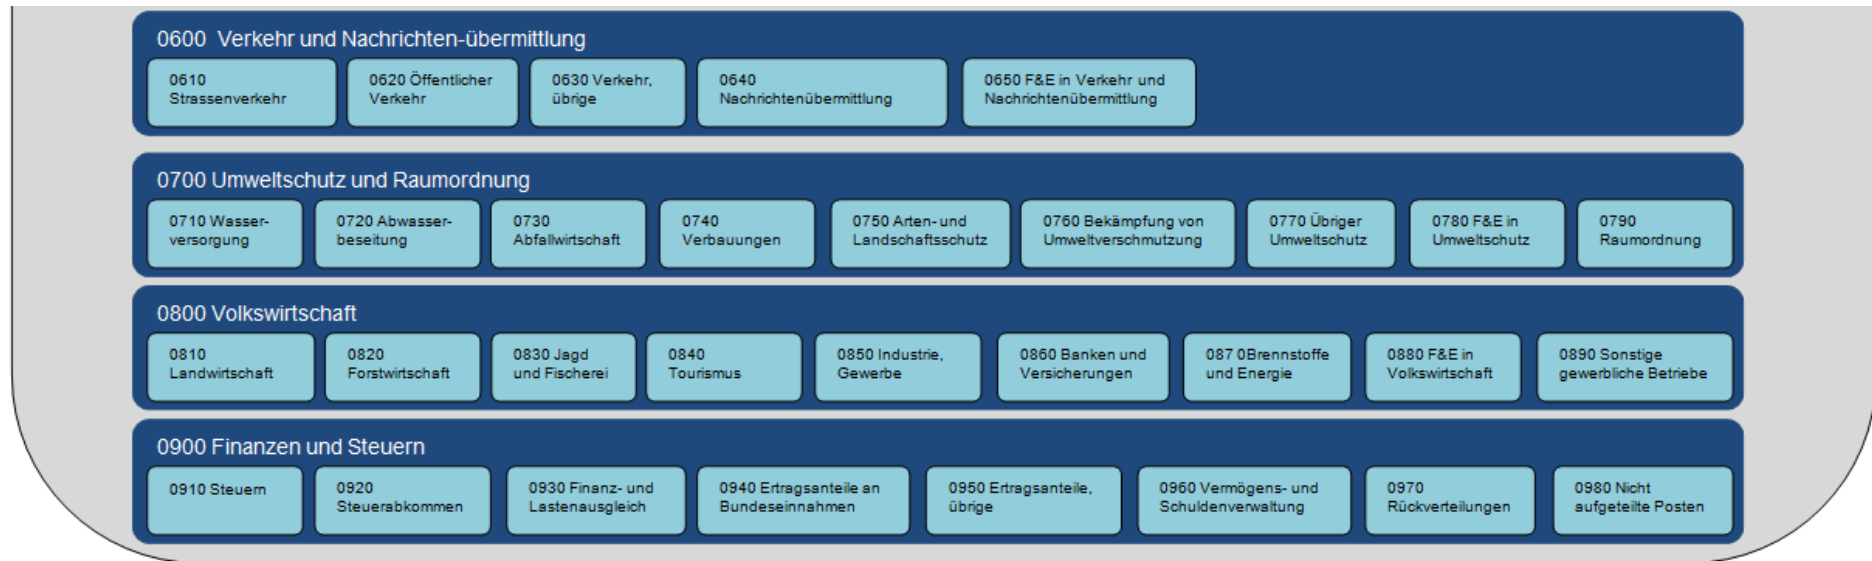 0600  Verkehr und Nachrichten-übermittlung
0610
Strassenverkehr
0620 Öffentlicher
Verkehr
0630 Verkehr,
übrige
0640
Nachrichtenübermittlung
0650 F&E in Verkehr und
Nachrichtenübermittlung
0700 Umweltschutz und Raumordnung
0710 Wasser-
versorgung
0720 Abwasser-
beseitung
0730
Abfallwirtschaft
0740
Verbauungen
0750 Arten- und
Landschaftsschutz
0760 Bekämpfung von
Umweltverschmutzung
0770 Übriger
Umweltschutz
0780 F&E in
Umweltschutz
0790
Raumordnung
0800 Volkswirtschaft
0810
Landwirtschaft
0820
Forstwirtschaft
0830 Jagd
und Fischerei
0840
Tourismus
0850 Industrie,
Gewerbe
0860 Banken und
Versicherungen
087 0Brennstoffe
und Energie
0880 F&E in
Volkswirtschaft
0890 Sonstige
gewerbliche Betriebe
0900 Finanzen und Steuern
0910 Steuern
0920
Steuerabkommen
0930 Finanz- und
Lastenausgleich
0940 Ertragsanteile an
Bundeseinnahmen
0950 Ertragsanteile,
übrige
0960 Vermögens- und
Schuldenverwaltung
0970
Rückverteilungen
0980 Nicht
aufgeteilte Posten